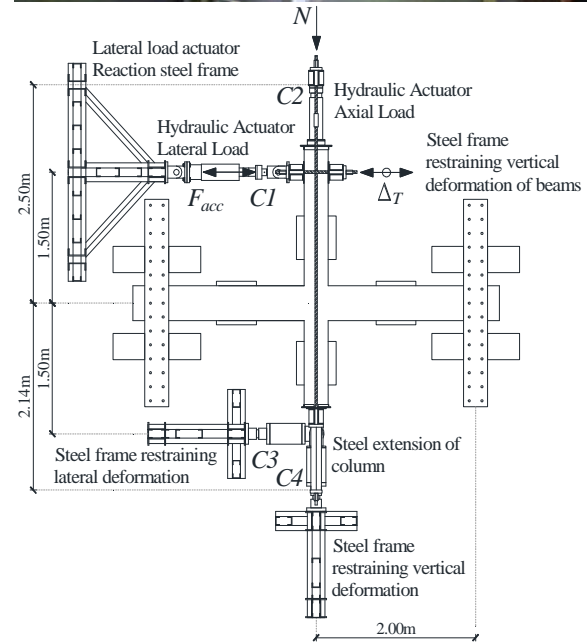 N
Lateral load actuator
Reaction steel frame
C2
Hydraulic Actuator
Axial Load
Hydraulic Actuator
Lateral Load
Steel frame
restraining vertical
deformation of beams
F_acc
C1
Δ_T
2.50m
1.50m
2.14m
1.50m
Steel frame restraining
lateral deformation
C3
C4
Steel extension of
column
Steel frame
restraining vertical
deformation
2.00m